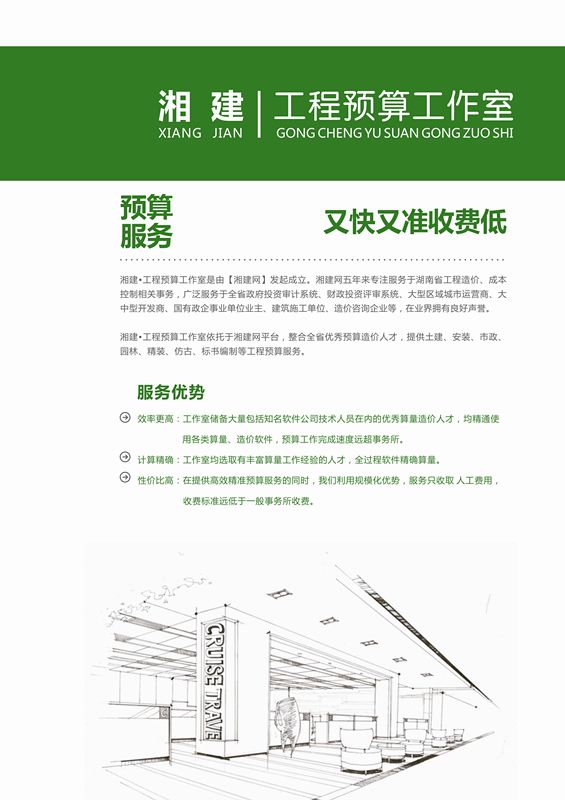 湘建 | 工程预算工作室
XIANG JIAN GONG CHENG YU SUAN GONG ZUO SHI
预算
服务
又快又准收费低
湘建•工程预算工作室是由【湘建网】发起成立。湘建网五年来专注服务于湖南省工程造价、成本
控制相关事务，广泛服务于全省政府投资审计系统、财政投资评审系统、大型区域城市运营商、大
中型开发商、国有政企事业单位业主、建筑施工单位、造价咨询企业等，在业界拥有良好声誉。
湘建•工程预算工作室依托于湘建网平台，整合全省优秀预算造价人才，提供土建、安装、市政、
园林、精装、仿古、标书编制等工程预算服务。
服务优势
效率更高：工作室储备大量包括知名软件公司技术人员在内的优秀算量造价人才，均精通使
用各类算量、造价软件，预算工作完成速度远超事务所。
计算精确：工作室均选取有丰富算量工作经验的人才，全过程软件精确算量。
性价比高：在提供高效精准预算服务的同时，我们利用规模化优势，服务只收取 人工费用，
收费标准远低于一般事务所收费。
CRUISE TRAVE